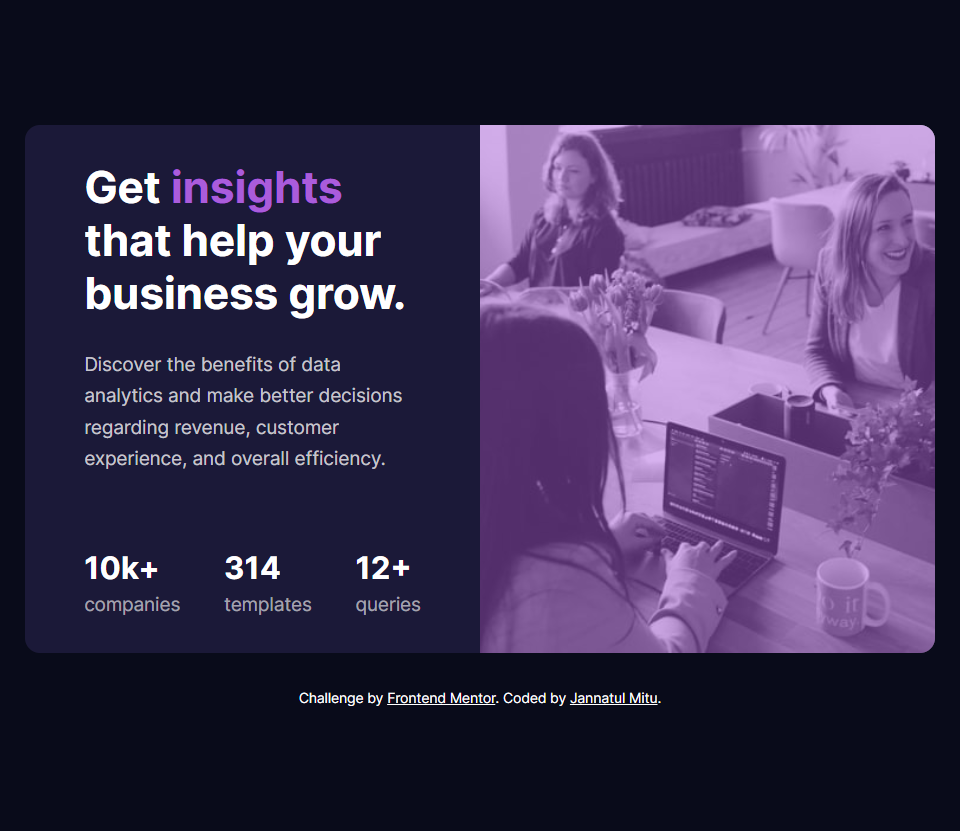 Get insights
that help your
business grow.
Discover the benefits of data
analytics and make better decisions
regarding revenue, customer
experience, and overall efficiency.
10k+ 314 12+
companies templates queries
Challenge by Frontend Mentor. Coded by Jannatul Mitu.